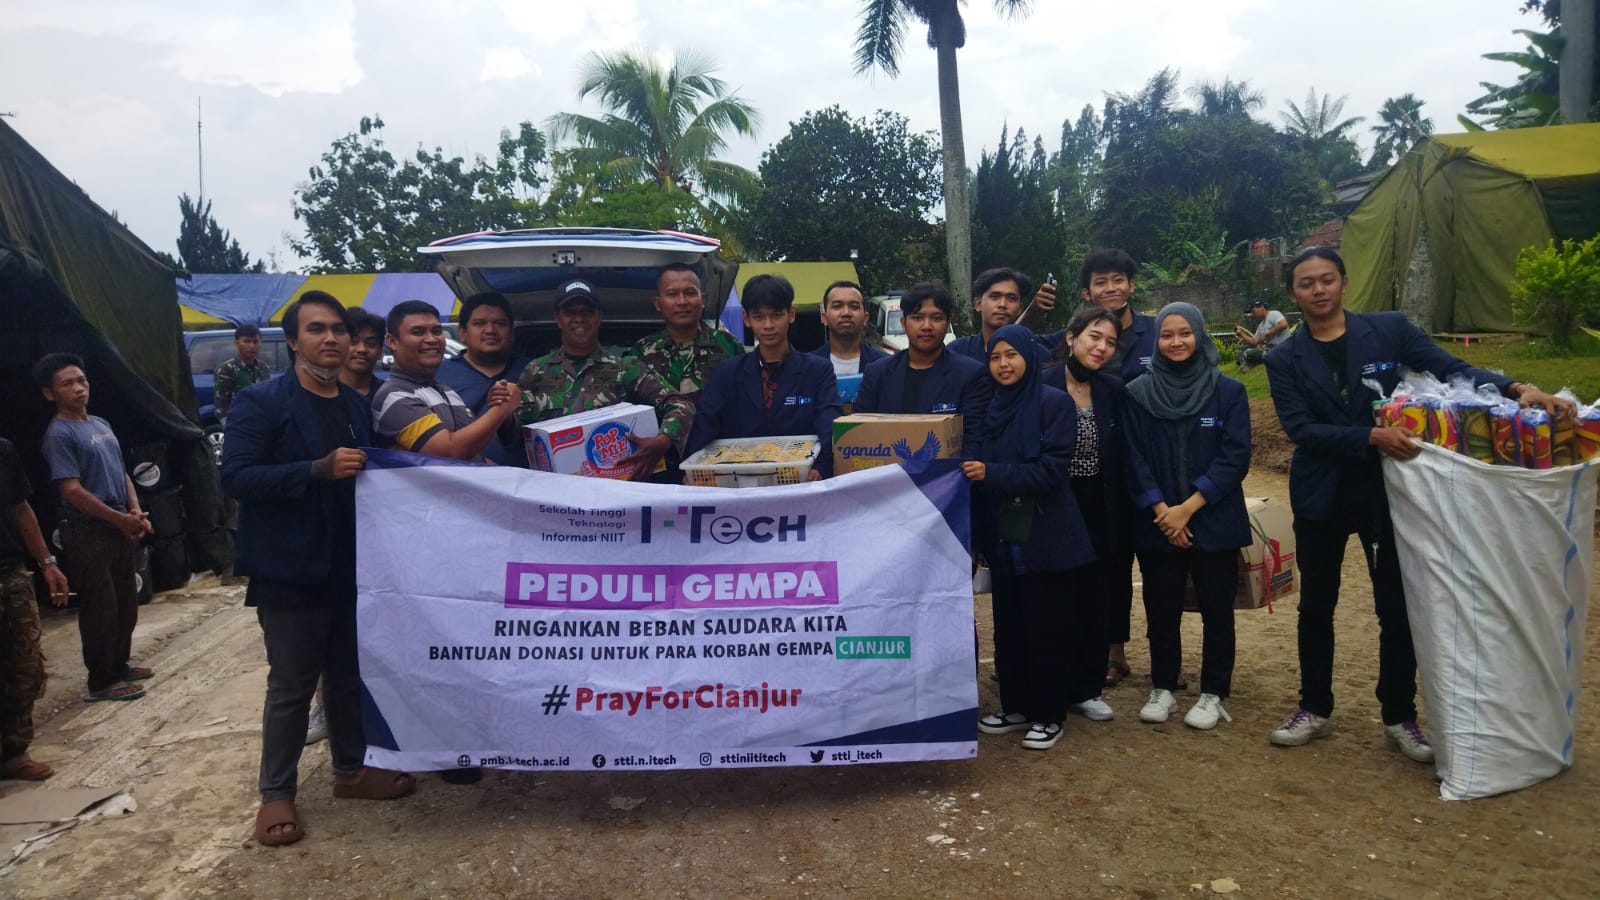 POP
MIE
#garuda
Sekolah Tinggi
Teknologi
Informasi NIIT
I-Tech
PEDULI GEMPA
RINGANKAN BEBAN SAUDARA KITA
BANTUAN DONASI UNTUK PARA KORBAN GEMPA CIANJUR
#PrayForCianjur
pmb.i-tech.ac.id stti.n.itech sttiniititech stti_itech